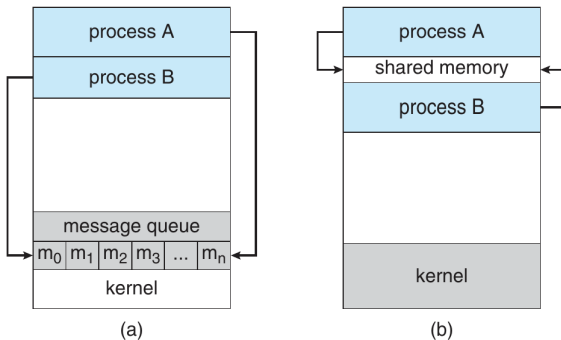 process A
process B
message queue
m0 m1 m2 m3 ... mn
kernel
(a)
process A
shared memory
process B
kernel
(b)